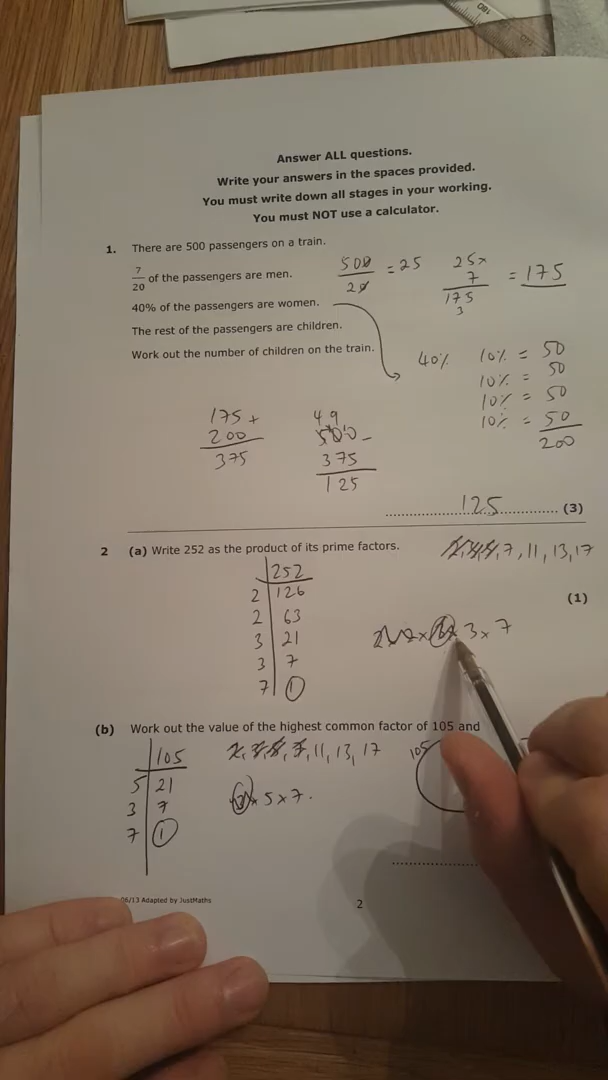 Answer ALL questions.
Write your answers in the spaces provided.
You must write down all stages in your working.
You must NOT use a calculator.
1. There are 500 passengers on a train.
7/20 of the passengers are men.
500/20 = 25
25 x
7
175
3
= 175
40% of the passengers are women.
The rest of the passengers are children.
Work out the number of children on the train.
40% 10% = 50
10% = 50
10% = 50
10% = 50
200
175 +
200
375
4 9
500 -
375
125
125 (3)
2 (a) Write 252 as the product of its prime factors.
7, 11, 13, 17
252
2 126
2 63
3 21
3 7
7 1
(1)
3 x 7
(b) Work out the value of the highest common factor of 105 and
105
5 21
3 7
7 1
11, 13, 17
x 5 x 7.
105
06/13 Adapted by JustMaths
2